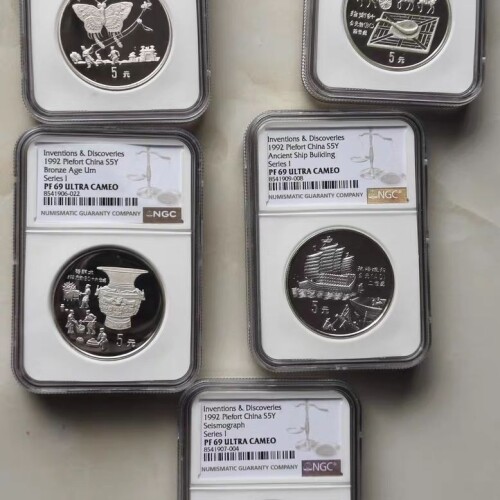 5元
5元
Inventions & Discoveries
1992 Piefort China S5Y
Bronze Age Urn
Series I
PF 69 ULTRA CAMEO
8541906-022
NUMISMATIC GUARANTY COMPANY
NGC
5元
Inventions & Discoveries
1992 Piefort China S5Y
Ancient Ship Building
Series I
PF 69 ULTRA CAMEO
8541909-008
NUMISMATIC GUARANTY COMPANY
NGC
5元
Inventions & Discoveries
1992 Piefort China S5Y
Seismograph
Series I
PF 69 ULTRA CAMEO
8541907-004
NUMISMATIC GUARANTY COMPANY
NGC